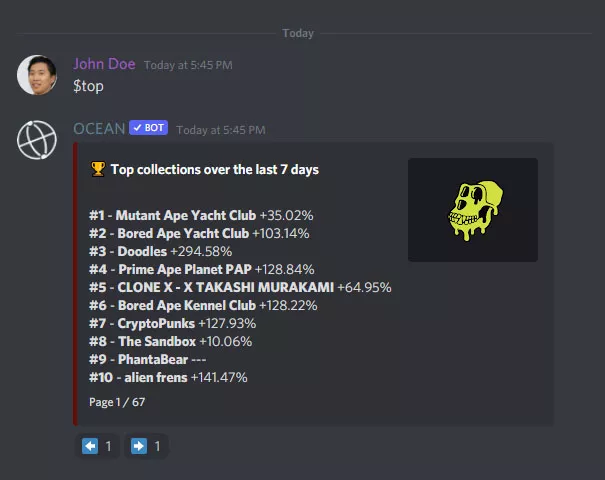 Today
John Doe Today at 5:45 PM
$top
OCEAN BOT Today at 5:45 PM
Top collections over the last 7 days
#1 - Mutant Ape Yacht Club +35.02%
#2 - Bored Ape Yacht Club +103.14%
#3 - Doodles +294.58%
#4 - Prime Ape Planet PAP +128.84%
#5 - CLONE X - X TAKASHI MURAKAMI +64.95%
#6 - Bored Ape Kennel Club +128.22%
#7 - CryptoPunks +127.93%
#8 - The Sandbox +10.06%
#9 - PhantaBear ---
#10 - alien frens +141.47%
Page 1 / 67
1 1